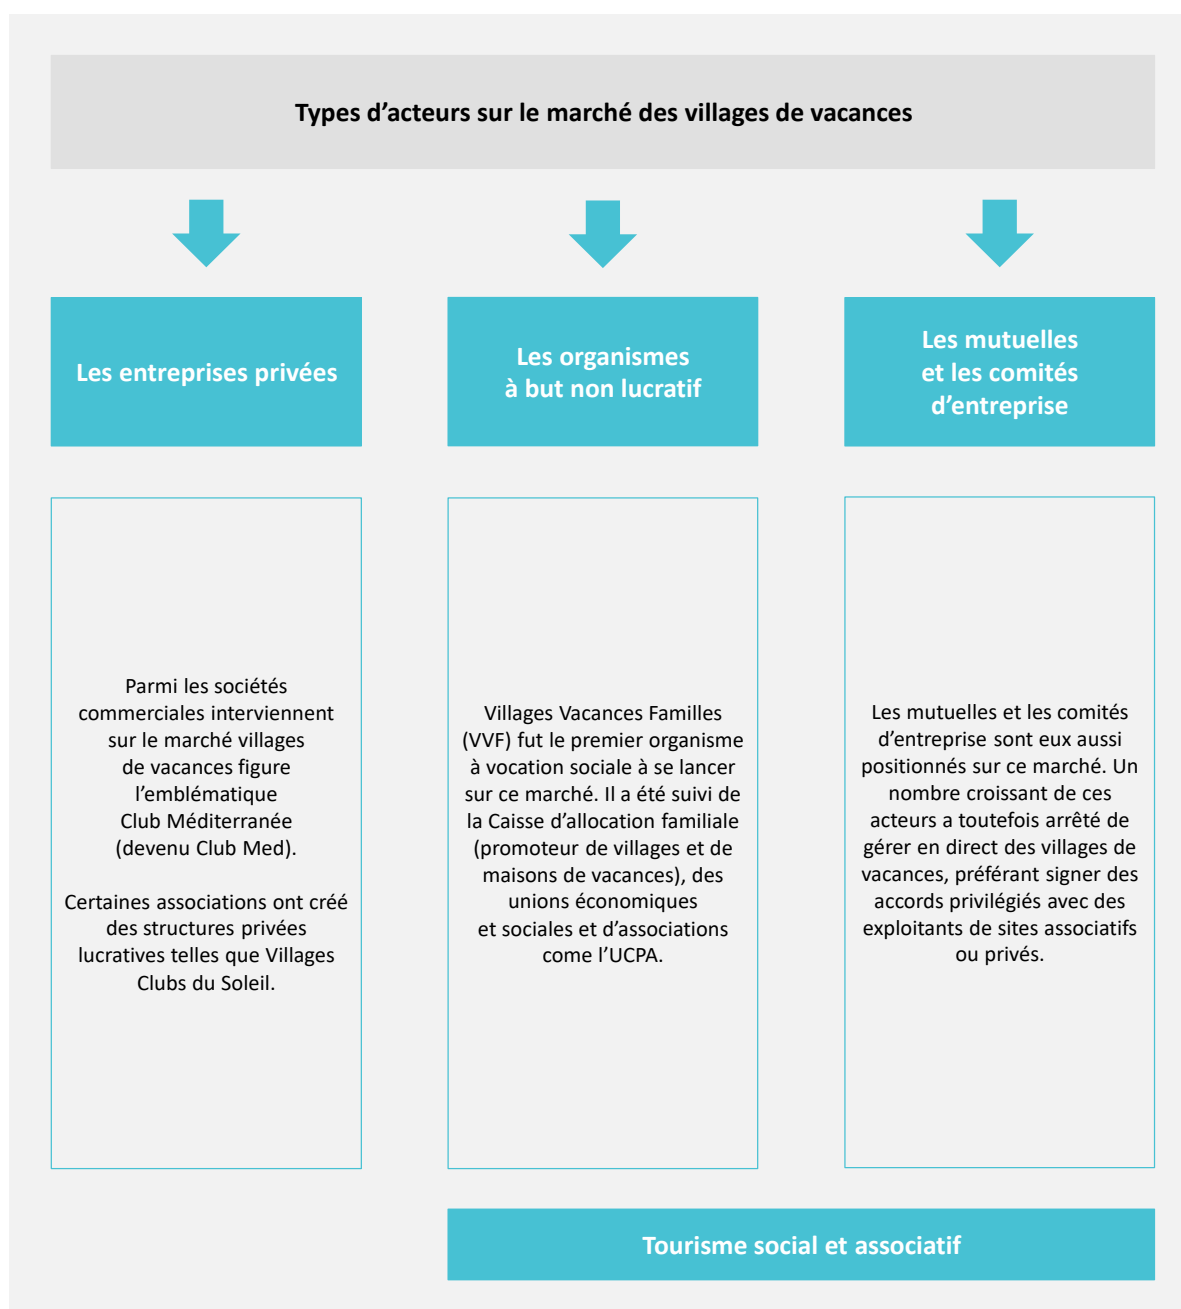 Types d’acteurs sur le marché des villages de vacances
Les entreprises privées
Les organismes
à but non lucratif
Les mutuelles
et les comités
d’entreprise
Parmi les sociétés
commerciales interviennent
sur le marché villages
de vacances figure
l’emblématique
Club Méditerranée
(devenu Club Med).
Certaines associations ont créé
des structures privées
lucratives telles que Villages
Clubs du Soleil.
Villages Vacances Familles
(VVF) fut le premier organisme
à vocation sociale à se lancer
sur ce marché. Il a été suivi de
la Caisse d’allocation familiale
(promoteur de villages et de
maisons de vacances), des
unions économiques
et sociales et d’associations
come l’UCPA.
Les mutuelles et les comités
d’entreprise sont eux aussi
positionnés sur ce marché. Un
nombre croissant de ces
acteurs a toutefois arrêté de
gérer en direct des villages de
vacances, préférant signer des
accords privilégiés avec des
exploitants de sites associatifs
ou privés.
Tourisme social et associatif